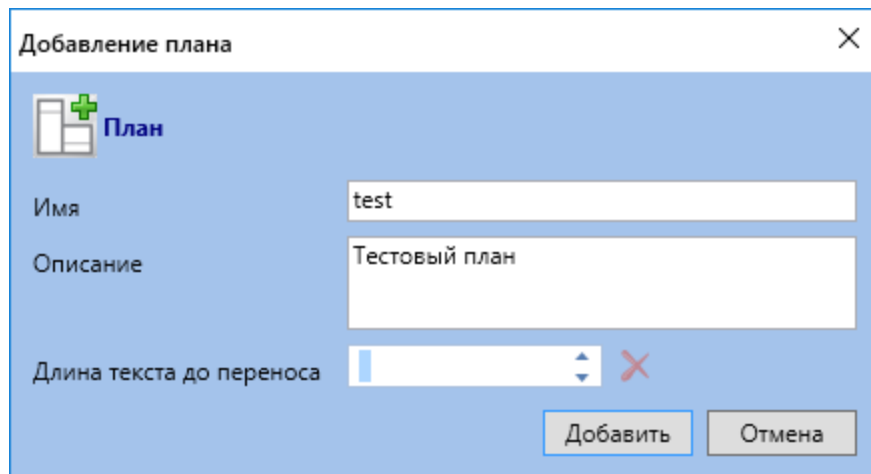 Добавление плана
План
Имя
test
Описание
Тестовый план
Длина текста до переноса
Добавить
Отмена